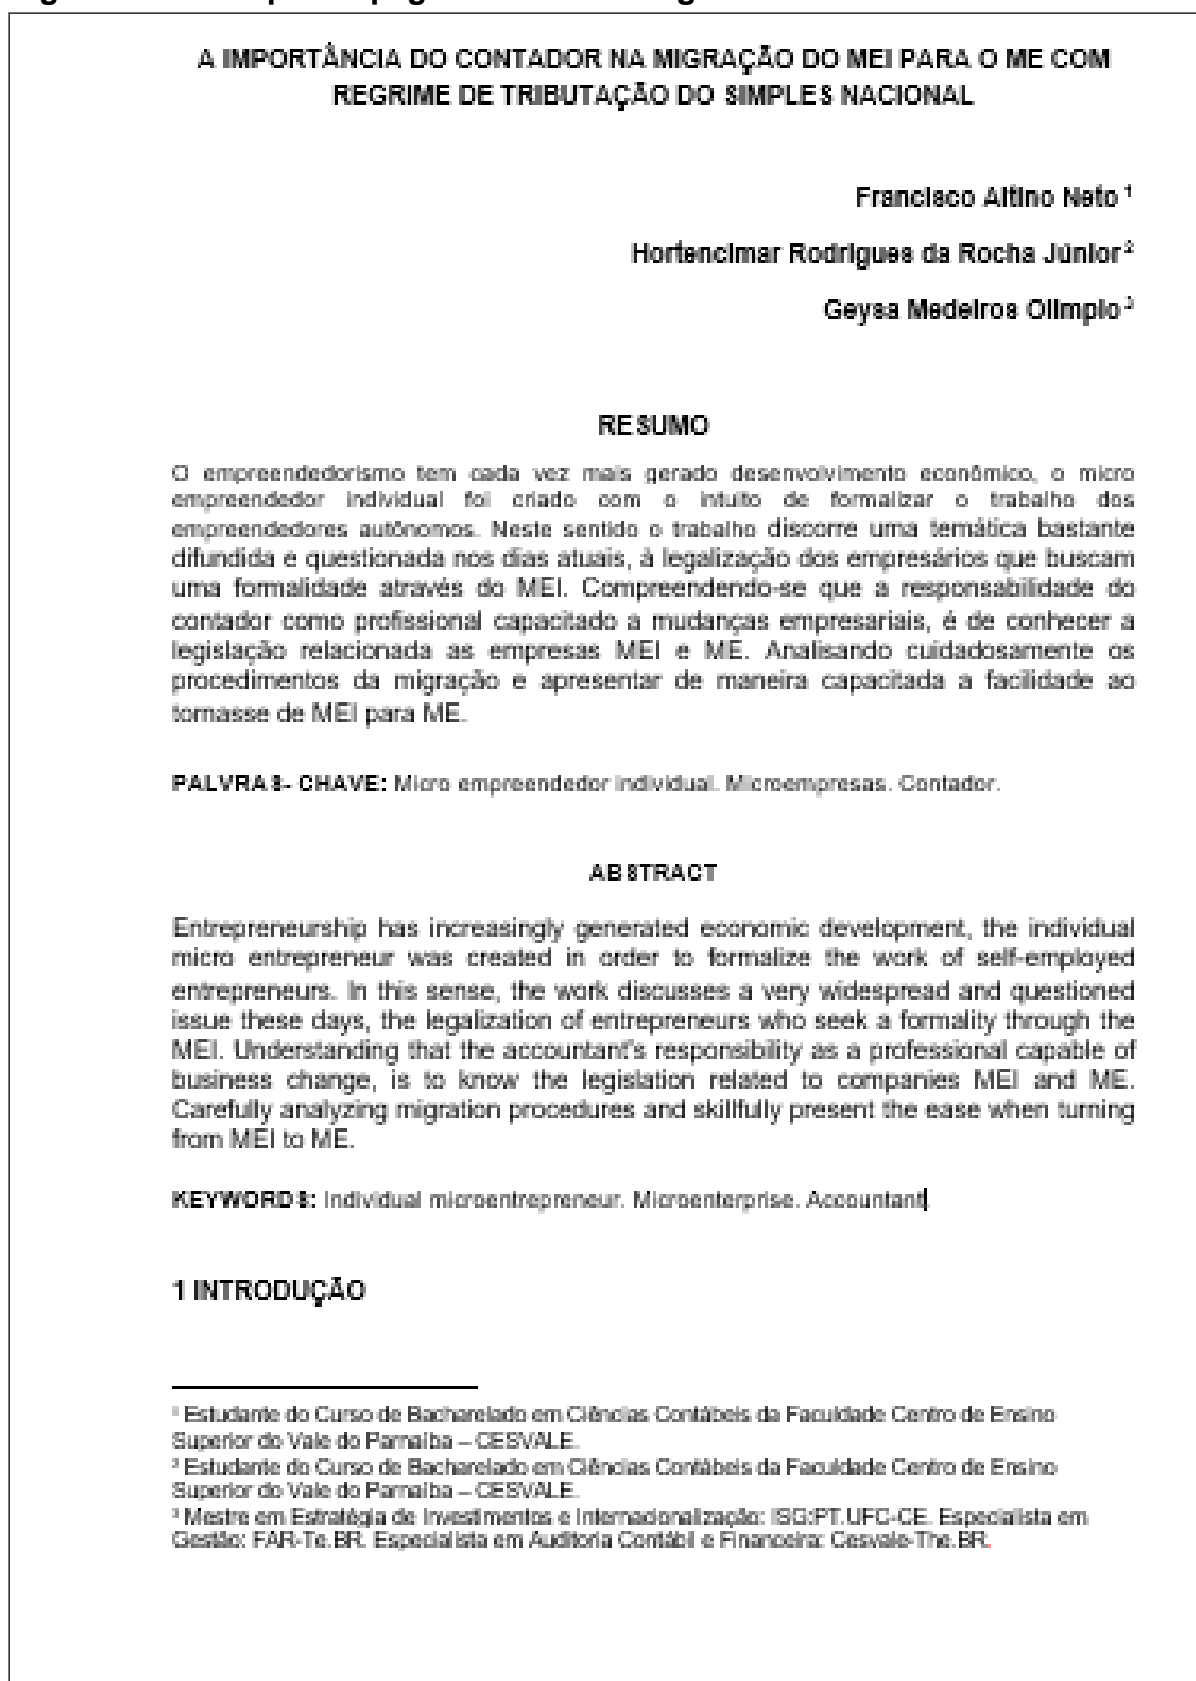 A IMPORTÂNCIA DO CONTADOR NA MIGRAÇÃO DO MEI PARA O ME COM
REGRIME DE TRIBUTAÇÃO DO SIMPLES NACIONAL
Francisco Altino Neto ¹
Hortencimar Rodrigues da Rocha Júnior ²
Geysa Medeiros Olimpio ³
RESUMO
O empreendedorismo tem cada vez mais gerado desenvolvimento econômico, o micro
empreendedor individual foi criado com o intuito de formalizar o trabalho dos
empreendedores autônomos. Neste sentido o trabalho discorre uma temática bastante
difundida e questionada nos dias atuais, à legalização dos empresários que buscam
uma formalidade através do MEI. Compreendendo-se que a responsabilidade do
contador como profissional capacitado a mudanças empresariais, é de conhecer a
legislação relacionada as empresas MEI e ME. Analisando cuidadosamente os
procedimentos da migração e apresentar de maneira capacitada a facilidade ao
tornasse de MEI para ME.
PALVRAS- CHAVE: Micro empreendedor individual. Microempresas. Contador.
ABSTRACT
Entrepreneurship has increasingly generated economic development, the individual
micro entrepreneur was created in order to formalize the work of self-employed
entrepreneurs. In this sense, the work discusses a very widespread and questioned
issue these days, the legalization of entrepreneurs who seek a formality through the
MEI. Understanding that the accountant's responsibility as a professional capable of
business change, is to know the legislation related to companies MEI and ME.
Carefully analyzing migration procedures and skillfully present the ease when turning
from MEI to ME.
KEYWORDS: Individual microentrepreneur. Microenterprise. Accountant.
1 INTRODUÇÃO
¹ Estudante do Curso de Bacharelado em Ciências Contábeis da Faculdade Centro de Ensino
Superior do Vale do Parnaíba – CESVALE.
² Estudante do Curso de Bacharelado em Ciências Contábeis da Faculdade Centro de Ensino
Superior do Vale do Parnaíba – CESVALE.
³ Mestre em Estratégia de Investimentos e Internacionalização: ISG:PT.UFC-CE. Especialista em
Gestão: FAR-Te.BR. Especialista em Auditoria Contábil e Financeira: Cesvale-The.BR.